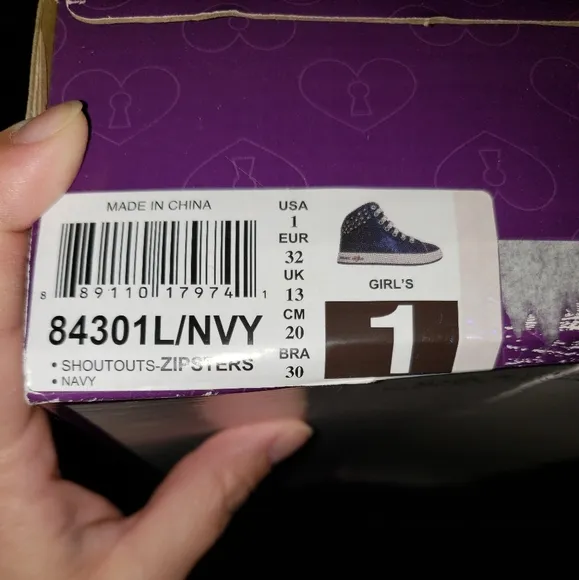 MADE IN CHINA
8 89110 17974 1
84301L/NVY
• SHOUTOUTS-ZIPSTERS
• NAVY
USA
1
EUR
32
UK
13
CM
20
BRA
30
GIRL'S
1